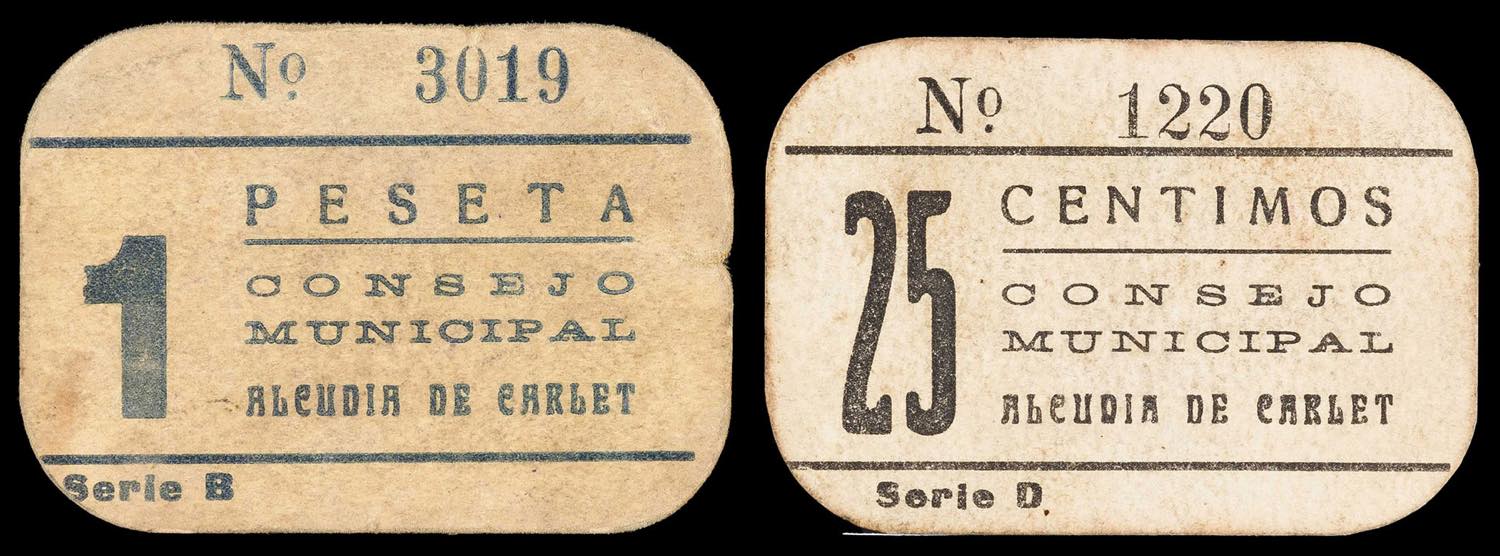 Nº 3019
PESETA
1
CONSEJO
MUNICIPAL
ALCUDIA DE CARLET
Serie B
Nº 1220
CENTIMOS
25
CONSEJO
MUNICIPAL
ALCUDIA DE CARLET
Serie D